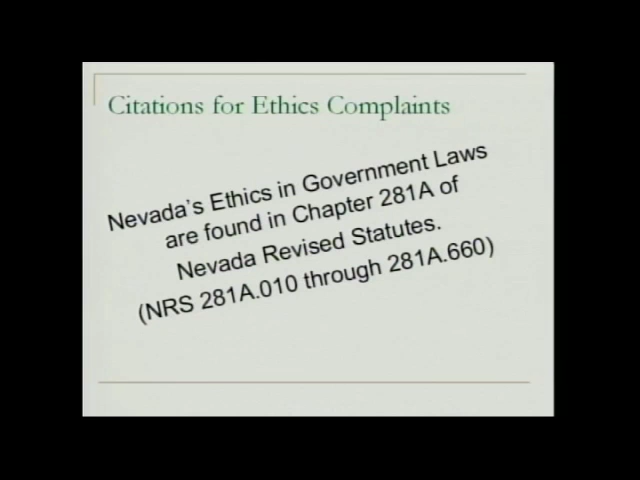 Citations for Ethics Complaints
Nevada's Ethics in Government Laws
are found in Chapter 281A of
Nevada Revised Statutes.
(NRS 281A.010 through 281A.660)